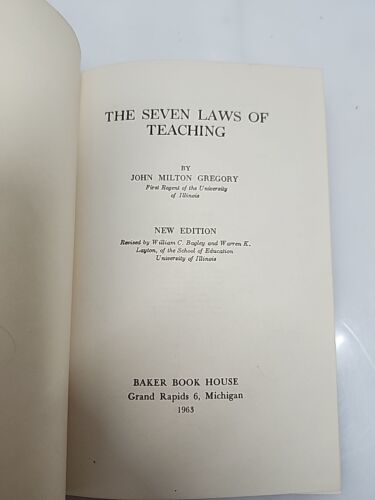 THE SEVEN LAWS OF
TEACHING
BY
JOHN MILTON GREGORY
First Regent of the University
of Illinois
NEW EDITION
Revised by William C. Bagley and Warren K.
Layton, of the School of Education
University of Illinois
BAKER BOOK HOUSE
Grand Rapids 6, Michigan
1963